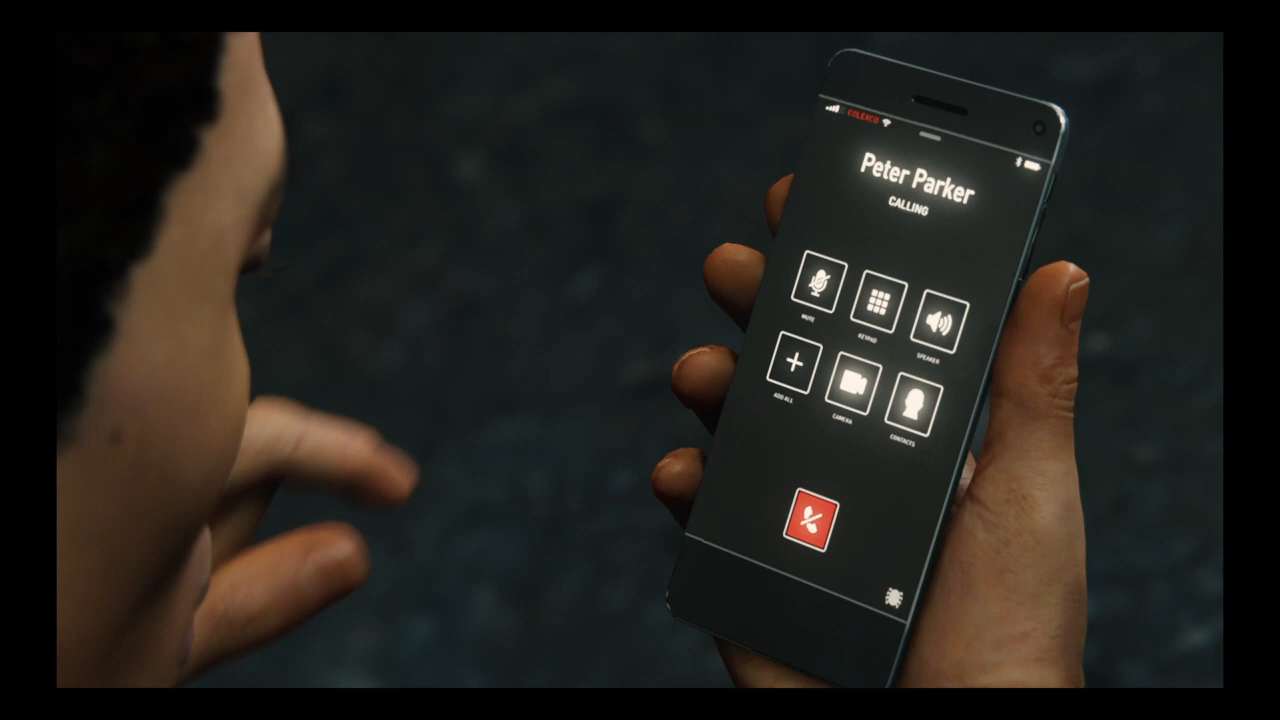 COLEXCO
Peter Parker
CALLING
MUTE
KEYPAD
SPEAKER
ADD ALL
CAMERA
CONTACTS